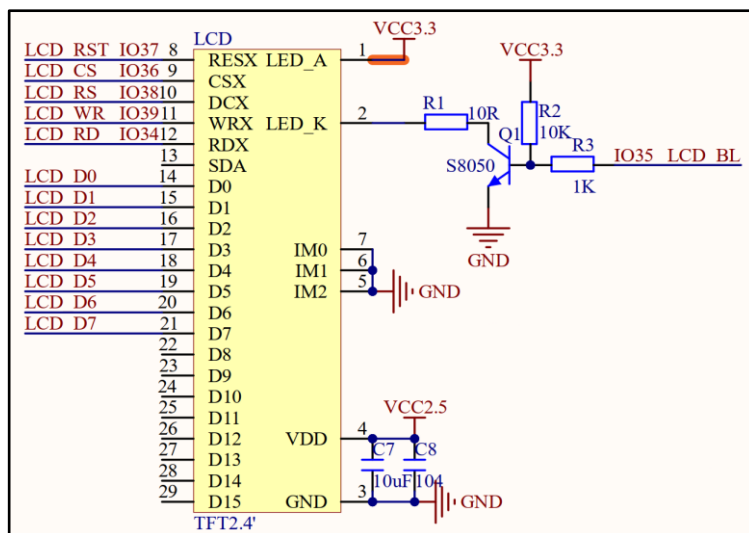 LCD
VCC3.3
LCD RST IO37 8 RESX LED_A 1
LCD CS IO36 9 CSX
VCC3.3
LCD RS IO38 10 DCX
LCD WR IO39 11 WRX LED_K 2
R1 10R
Q1
R2 10K
LCD RD IO34 12 RDX
13 SDA
S8050
R3 1K
IO35 LCD BL
LCD D0 14 D0
LCD D1 15 D1
LCD D2 16 D2
GND
LCD D3 17 D3 IM0 7
LCD D4 18 D4 IM1 6
LCD D5 19 D5 IM2 5 GND
LCD D6 20 D6
LCD D7 21 D7
22 D8
23 D9
24 D10
25 D11
VCC2.5
26 D12 VDD 4
27 D13
C7 10uF
C8 104
28 D14
29 D15 GND 3 GND
TFT2.4'